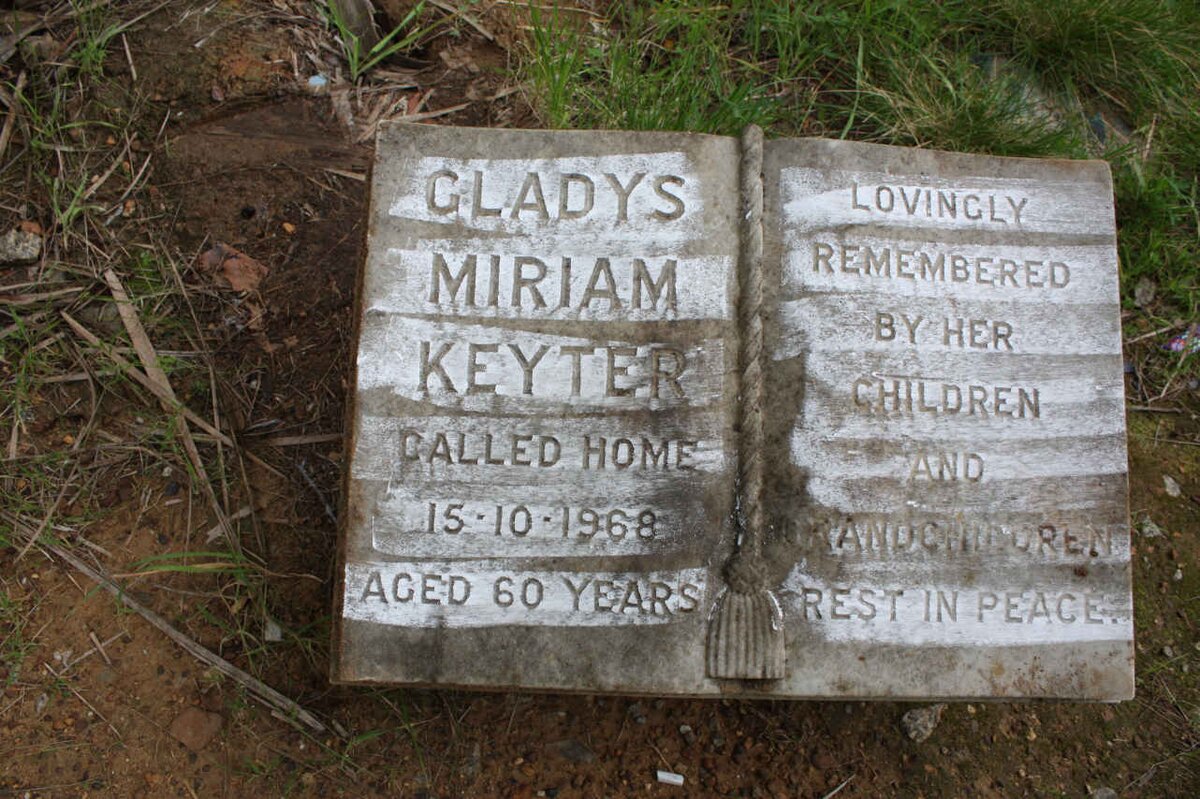 GLADYS
MIRIAM
KEYTER
CALLED HOME
15-10-1968
AGED 60 YEARS
LOVINGLY
REMEMBERED
BY HER
CHILDREN
AND
GRANDCHILDREN
REST IN PEACE.